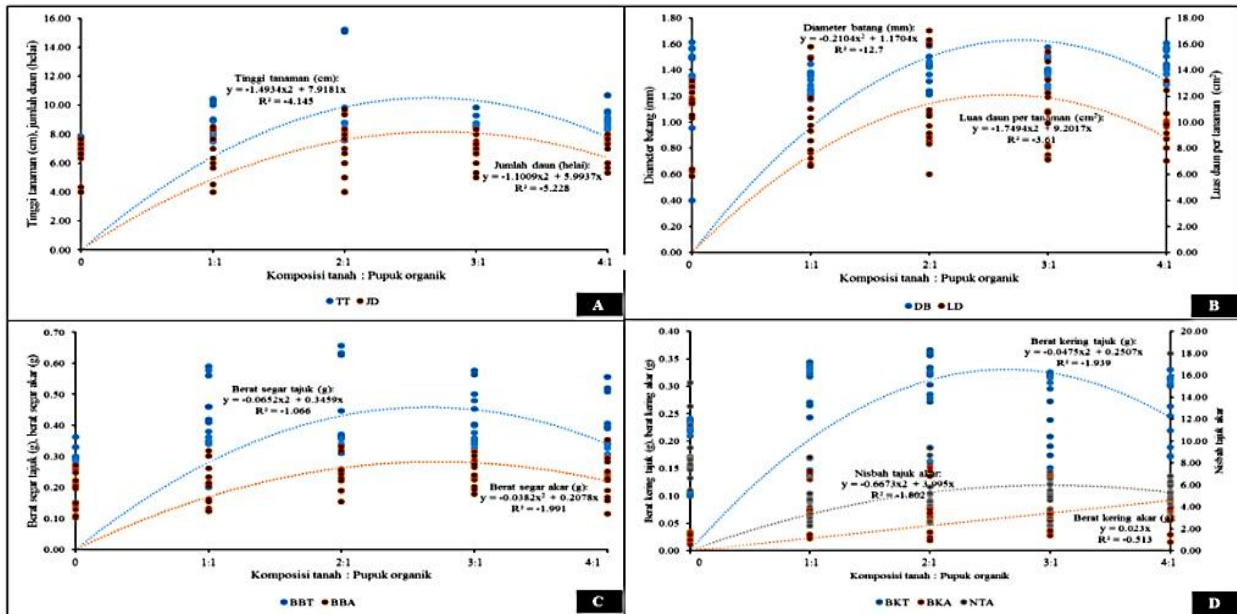 16.00
14.00
12.00
10.00
8.00
6.00
4.00
2.00
0.00
Tinggi tanaman (cm), jumlah daun (helai)
Tinggi tanaman (cm):
y = -1.4934x2 + 7.9181x
R² = -4.145
Jumlah daun (helai):
y = -1.1009x2 + 5.9937x
R² = -5.228
0 1:1 2:1 3:1 4:1
Komposisi tanah : Pupuk organik
TT JD
A
1.80
1.60
1.40
1.20
1.00
0.80
0.60
0.40
0.20
0.00
Diameter batang (mm)
Diameter batang (mm):
y = -0.2104x² + 1.1704x
R² = -12.7
Luas daun per tanaman (cm²):
y = -1.7494x² + 9.2017x
R² = -3.61
18.00
16.00
14.00
12.00
10.00
8.00
6.00
4.00
2.00
0.00
Luas daun per tanaman (cm²)
0 1:1 2:1 3:1 4:1
Komposisi tanah : Pupuk organik
DB LD
B
0.70
0.60
0.50
0.40
0.30
0.20
0.10
0.00
Berat segar tajuk (g), berat segar akar (g)
Berat segar tajuk (g):
y = -0.0652x² + 0.3459x
R² = -1.066
Berat segar akar (g):
y = -0.0382x² + 0.2078x
R² = -1.991
0 1:1 2:1 3:1 4:1
Komposisi tanah : Pupuk organik
BBT BBA
C
0.40
0.35
0.30
0.25
0.20
0.15
0.10
0.05
0.00
Berat kering tajuk (g), berat kering akar (g)
Berat kering tajuk (g):
y = -0.0475x2 + 0.2507x
R² = -1.939
Nisbah tajuk akar:
y = -0.6673x2 + 3.995x
R² = -1.802
Berat kering akar (g
y = 0.023x
R² = -0.513
20.00
18.00
16.00
14.00
12.00
10.00
8.00
6.00
4.00
2.00
0.00
Nisbah tajuk akar
0 1:1 2:1 3:1 4:1
Komposisi tanah : Pupuk organik
BKT BKA NTA
D